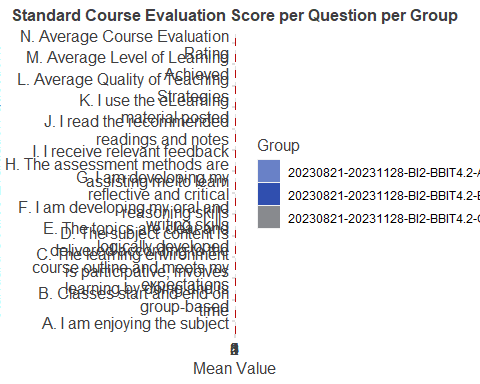 Standard Course Evaluation Score per Question per Group
N. Average Course Evaluation
Rating
M. Average Level of Learning
Achieved
L. Average Quality of Teaching
Strategies
K. I use the eLearning
material posted
J. I read the recommended
readings and notes
I. I receive relevant feedback
H. The assessment methods are
assisting me to learn
G. I am developing my
reflective and critical
reasoning skills
F. I am developing my oral and
writing skills
E. The topics are clear and
logically developed
D. The subject content is
delivered according to the
course outline and meets my
expectations
C. The learning environment
is participative, involves
learning by doing and is
group-based
B. Classes start and end on
time
A. I am enjoying the subject
Mean Value
Group
20230821-20231128-BI2-BBIT4.2-
20230821-20231128-BI2-BBIT4.2-
20230821-20231128-BI2-BBIT4.2-